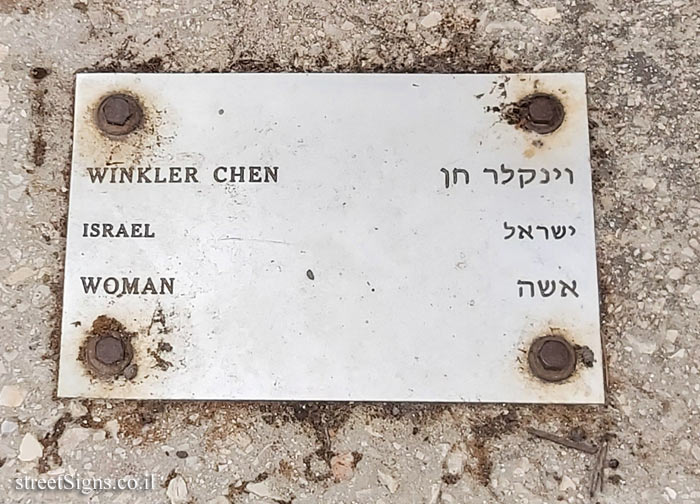 WINKLER CHEN
וינקלר חן
ISRAEL
ישראל
WOMAN
אשה
streetSigns.co.il